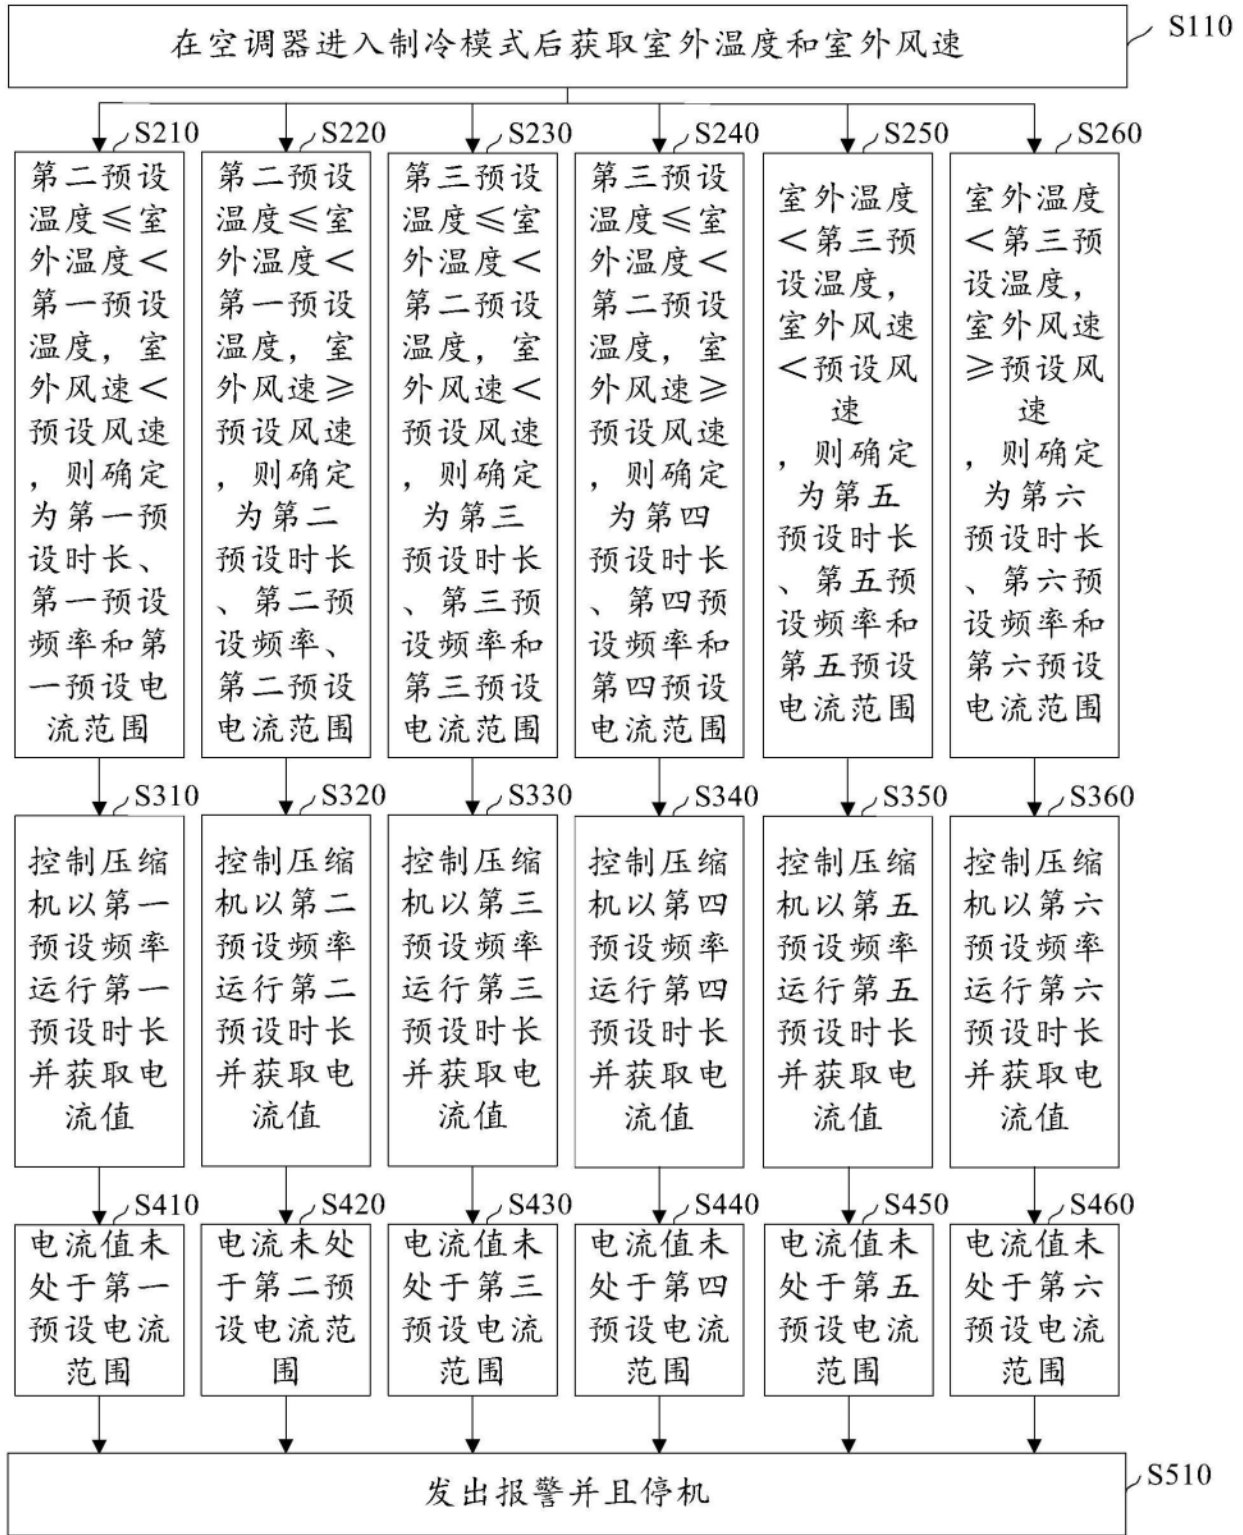 在空调器进入制冷模式后获取室外温度和室外风速
S110
S210
第二预设
温度≤室
外温度<
第一预设
温度，室
外风速<
预设风速
，则确定
为第一预
设时长、
第一预设
频率和第
一预设电
流范围
S220
第二预设
温度≤室
外温度<
第一预设
温度，室
外风速≥
预设风速
，则确定
为第二
预设时长
、第二预
设频率、
第二预设
电流范围
S230
第三预设
温度≤室
外温度<
第二预设
温度，室
外风速<
预设风速
，则确定
为第三
预设时长
、第三预
设频率和
第三预设
电流范围
S240
第三预设
温度≤室
外温度<
第二预设
温度，室
外风速≥
预设风速
，则确定
为第四
预设时长
、第四预
设频率和
第四预设
电流范围
S250
室外温度
<第三预
设温度，
室外风速
<预设风
速
，则确定
为第五
预设时长
、第五预
设频率和
第五预设
电流范围
S260
室外温度
<第三预
设温度，
室外风速
≥预设风
速
，则确定
为第六
预设时长
、第六预
设频率和
第六预设
电流范围
S310
控制压缩
机以第一
预设频率
运行第一
预设时长
并获取电
流值
S320
控制压缩
机以第二
预设频率
运行第二
预设时长
并获取电
流值
S330
控制压缩
机以第三
预设频率
运行第三
预设时长
并获取电
流值
S340
控制压缩
机以第四
预设频率
运行第四
预设时长
并获取电
流值
S350
控制压缩
机以第五
预设频率
运行第五
预设时长
并获取电
流值
S360
控制压缩
机以第六
预设频率
运行第六
预设时长
并获取电
流值
S410
电流值未
处于第一
预设电流
范围
S420
电流未处
于第二预
设电流范
围
S430
电流值未
处于第三
预设电流
范围
S440
电流值未
处于第四
预设电流
范围
S450
电流值未
处于第五
预设电流
范围
S460
电流值未
处于第六
预设电流
范围
发出报警并且停机
S510